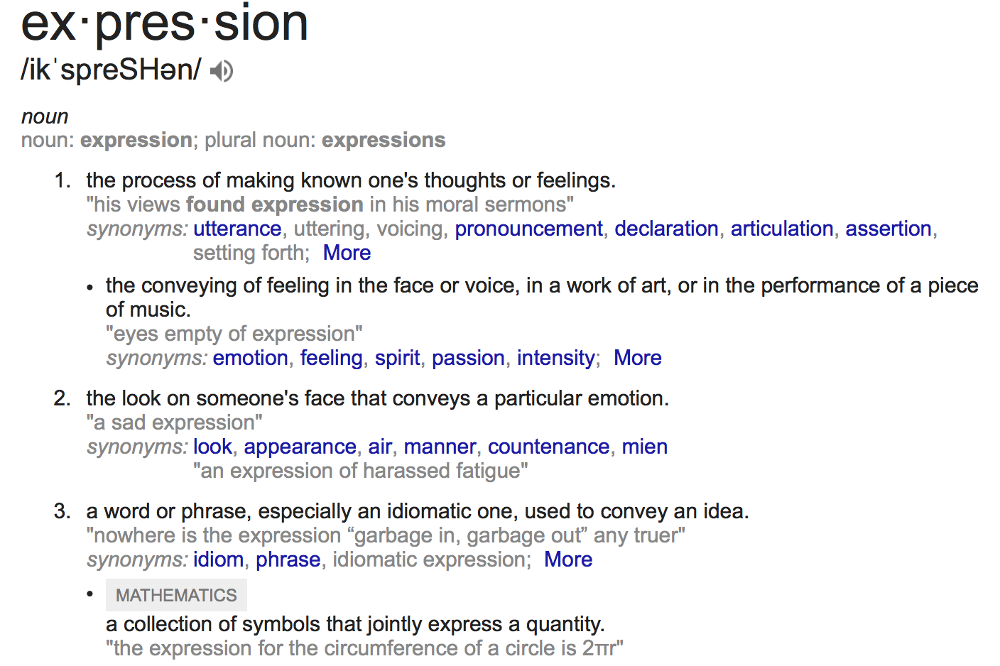 ex·pres·sion
/ikˈspreSHən/
noun
noun: expression; plural noun: expressions
1. the process of making known one's thoughts or feelings.
"his views found expression in his moral sermons"
synonyms: utterance, uttering, voicing, pronouncement, declaration, articulation, assertion,
setting forth; More
• the conveying of feeling in the face or voice, in a work of art, or in the performance of a piece
of music.
"eyes empty of expression"
synonyms: emotion, feeling, spirit, passion, intensity; More
2. the look on someone's face that conveys a particular emotion.
"a sad expression"
synonyms: look, appearance, air, manner, countenance, mien
"an expression of harassed fatigue"
3. a word or phrase, especially an idiomatic one, used to convey an idea.
"nowhere is the expression “garbage in, garbage out” any truer"
synonyms: idiom, phrase, idiomatic expression; More
• MATHEMATICS
a collection of symbols that jointly express a quantity.
"the expression for the circumference of a circle is 2πr"